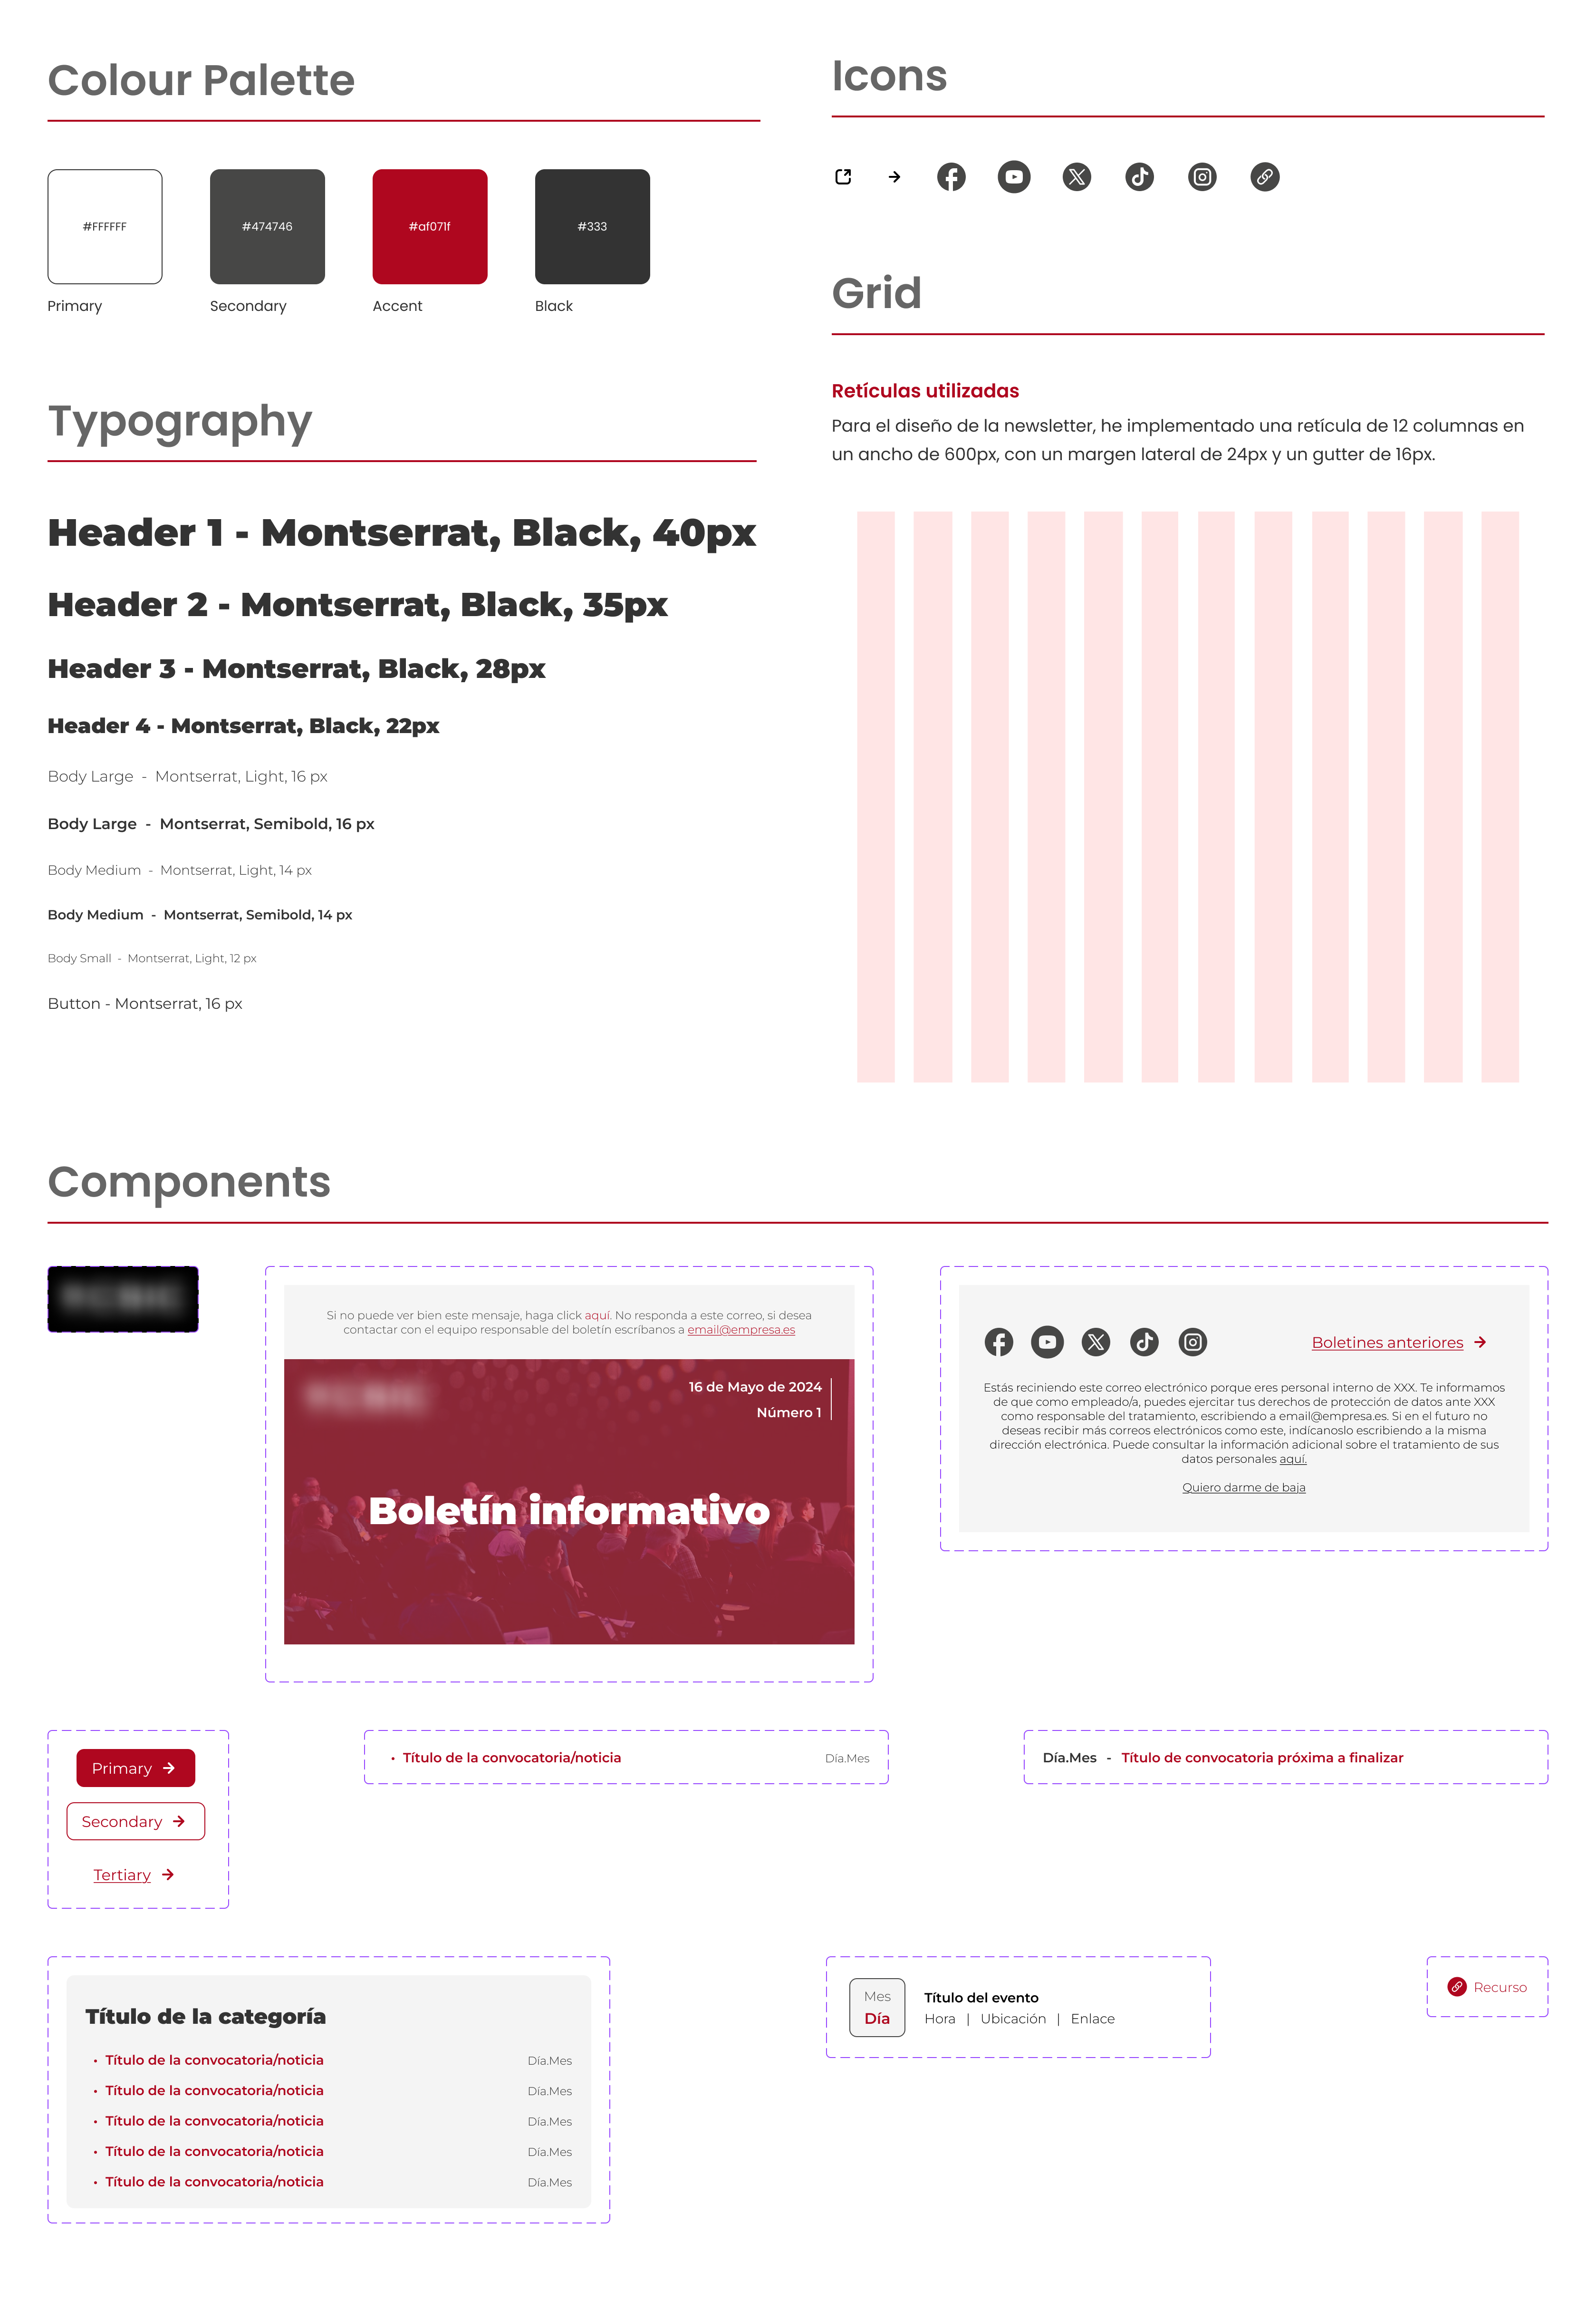 Colour Palette
#FFFFFF
#474746
#af071f
#333
Primary
Secondary
Accent
Black
Typography
Header 1 - Montserrat, Black, 40px
Header 2 - Montserrat, Black, 35px
Header 3 - Montserrat, Black, 28px
Header 4 - Montserrat, Black, 22px
Body Large - Montserrat, Light, 16 px
Body Large - Montserrat, Semibold, 16 px
Body Medium - Montserrat, Light, 14 px
Body Medium - Montserrat, Semibold, 14 px
Body Small - Montserrat, Light, 12 px
Button - Montserrat, 16 px
Icons
Grid
Retículas utilizadas
Para el diseño de la newsletter, he implementado una retícula de 12 columnas en
un ancho de 600px, con un margen lateral de 24px y un gutter de 16px.
Components
Si no puede ver bien este mensaje, haga click aquí. No responda a este correo, si desea
contactar con el equipo responsable del boletín escríbanos a email@empresa.es
16 de Mayo de 2024
Número 1
Boletín informativo
Boletines anteriores
Estás reciniendo este correo electrónico porque eres personal interno de XXX. Te informamos
de que como empleado/a, puedes ejercitar tus derechos de protección de datos ante XXX
como responsable del tratamiento, escribiendo a email@empresa.es. Si en el futuro no
deseas recibir más correos electrónicos como este, indícanoslo escribiendo a la misma
dirección electrónica. Puede consultar la información adicional sobre el tratamiento de sus
datos personales aquí.
Quiero darme de baja
Primary
Secondary
Tertiary
• Título de la convocatoria/noticia Día.Mes
Día.Mes - Título de convocatoria próxima a finalizar
Título de la categoría
• Título de la convocatoria/noticia Día.Mes
• Título de la convocatoria/noticia Día.Mes
• Título de la convocatoria/noticia Día.Mes
• Título de la convocatoria/noticia Día.Mes
• Título de la convocatoria/noticia Día.Mes
Mes
Día
Título del evento
Hora | Ubicación | Enlace
Recurso